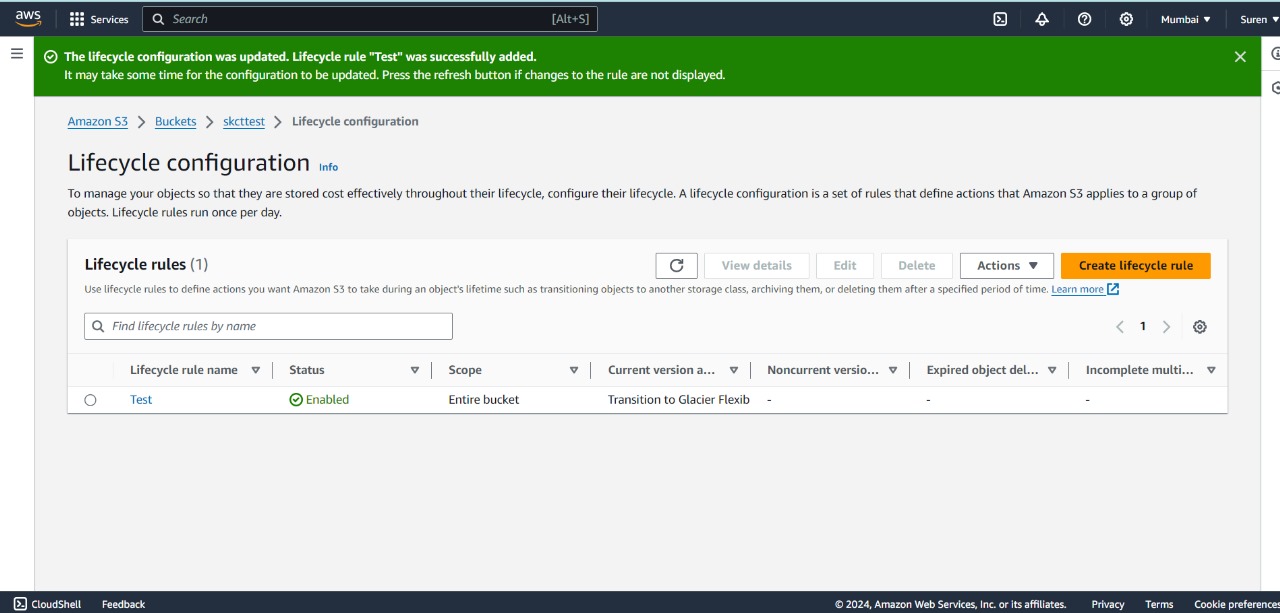 aws
Services
Search
[Alt+S]
Mumbai
Suren
The lifecycle configuration was updated. Lifecycle rule "Test" was successfully added.
It may take some time for the configuration to be updated. Press the refresh button if changes to the rule are not displayed.
Amazon S3 > Buckets > skcttest > Lifecycle configuration
Lifecycle configuration Info
To manage your objects so that they are stored cost effectively throughout their lifecycle, configure their lifecycle. A lifecycle configuration is a set of rules that define actions that Amazon S3 applies to a group of
objects. Lifecycle rules run once per day.
Lifecycle rules (1)
View details
Edit
Delete
Actions
Create lifecycle rule
Use lifecycle rules to define actions you want Amazon S3 to take during an object's lifetime such as transitioning objects to another storage class, archiving them, or deleting them after a specified period of time. Learn more
Find lifecycle rules by name
1
Lifecycle rule name
Status
Scope
Current version a...
Noncurrent versio...
Expired object del...
Incomplete multi...
Test
Enabled
Entire bucket
Transition to Glacier Flexib
-
-
-
CloudShell
Feedback
© 2024, Amazon Web Services, Inc. or its affiliates.
Privacy
Terms
Cookie preferences